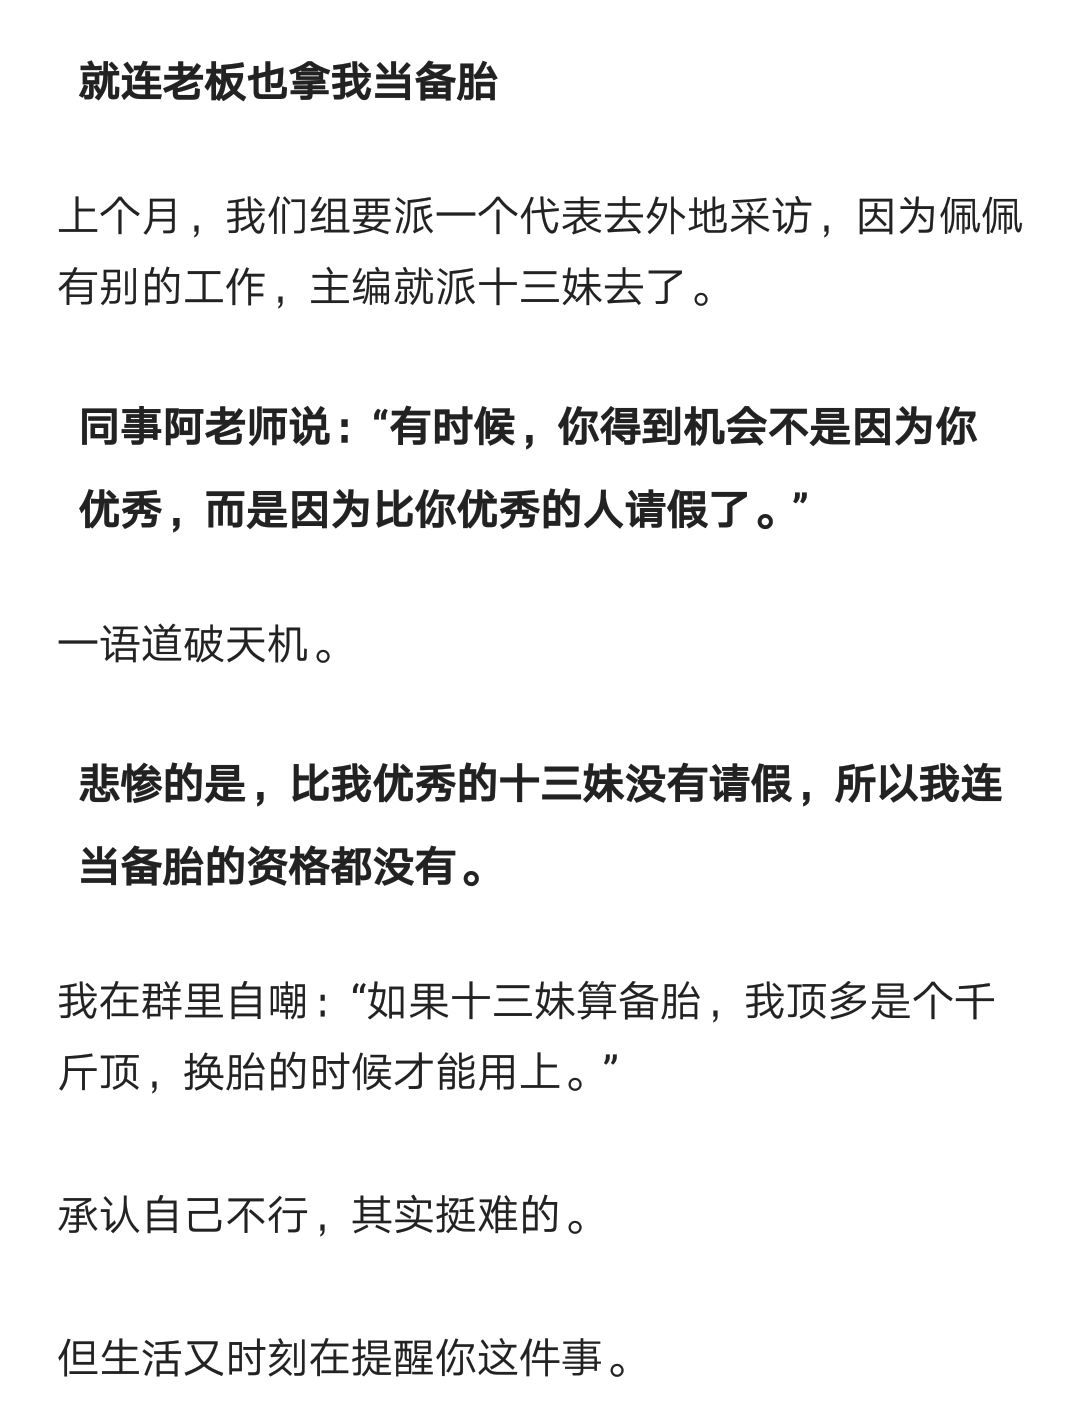 就连老板也拿我当备胎
上个月，我们组要派一个代表去外地采访，因为佩佩
有别的工作，主编就派十三妹去了。
同事阿老师说：“有时候，你得到机会不是因为你
优秀，而是因为比你优秀的人请假了。”
一语道破天机。
悲惨的是，比我优秀的十三妹没有请假，所以我连
当备胎的资格都没有。
我在群里自嘲：“如果十三妹算备胎，我顶多是个千
斤顶，换胎的时候才能用上。”
承认自己不行，其实挺难的。
但生活又时刻在提醒你这件事。